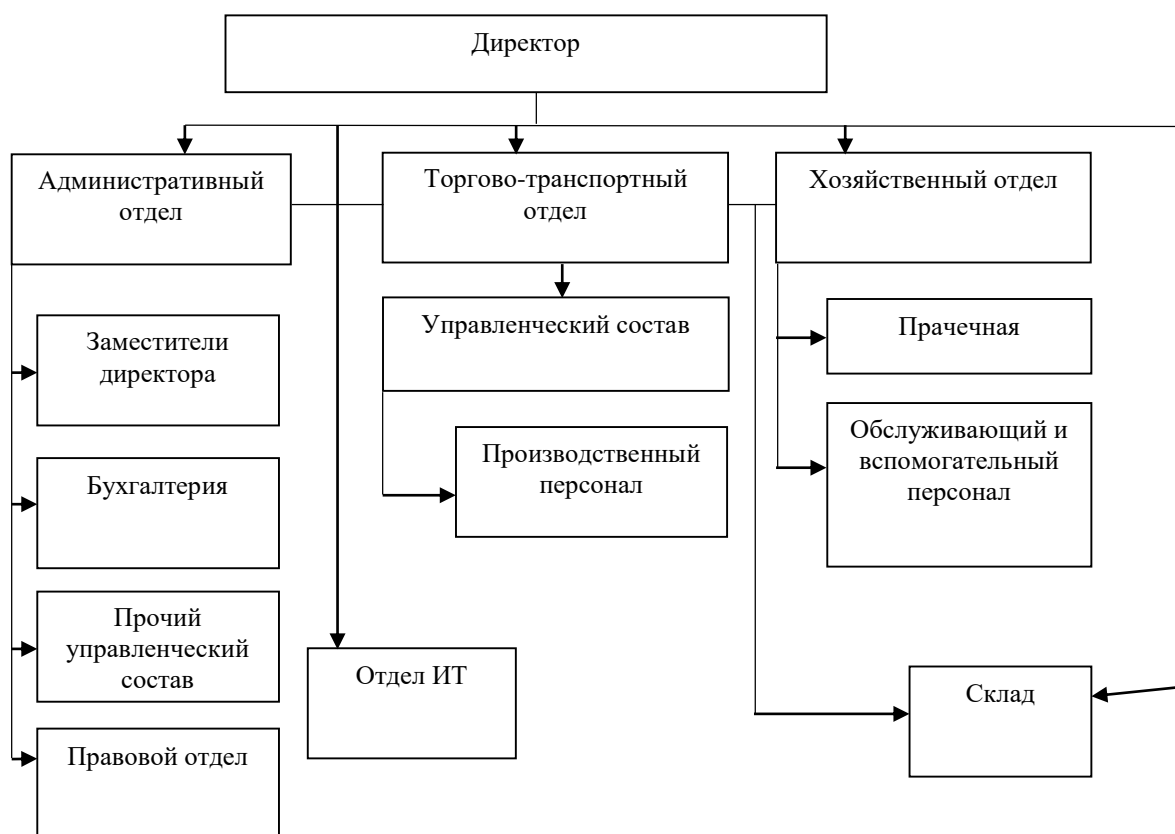 Директор
Административный
отдел
Торгово-транспортный
отдел
Хозяйственный отдел
Заместители
директора
Управленческий состав
Прачечная
Бухгалтерия
Производственный
персонал
Обслуживающий и
вспомогательный
персонал
Прочий
управленческий
состав
Отдел ИТ
Склад
Правовой отдел